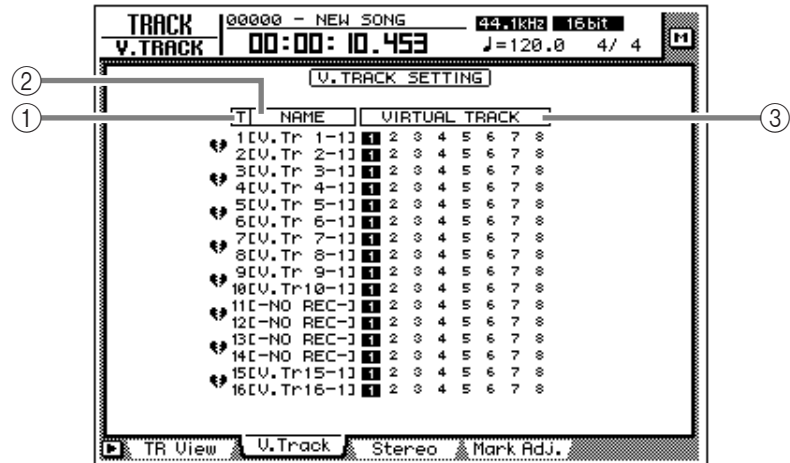 TRACK
V.TRACK
00000 - NEW SONG
00:00: 10.453
44.1kHz 16bit
♩=120.0 4/ 4
M
V.TRACK SETTING
②
①
③
T NAME VIRTUAL TRACK
1[V.Tr 1-1] 1 2 3 4 5 6 7 8
2[V.Tr 2-1] 1 2 3 4 5 6 7 8
3[V.Tr 3-1] 1 2 3 4 5 6 7 8
4[V.Tr 4-1] 1 2 3 4 5 6 7 8
5[V.Tr 5-1] 1 2 3 4 5 6 7 8
6[V.Tr 6-1] 1 2 3 4 5 6 7 8
7[V.Tr 7-1] 1 2 3 4 5 6 7 8
8[V.Tr 8-1] 1 2 3 4 5 6 7 8
9[V.Tr 9-1] 1 2 3 4 5 6 7 8
10[V.Tr10-1] 1 2 3 4 5 6 7 8
11[-NO REC-] 1 2 3 4 5 6 7 8
12[-NO REC-] 1 2 3 4 5 6 7 8
13[-NO REC-] 1 2 3 4 5 6 7 8
14[-NO REC-] 1 2 3 4 5 6 7 8
15[V.Tr15-1] 1 2 3 4 5 6 7 8
16[V.Tr16-1] 1 2 3 4 5 6 7 8
TR View V.Track Stereo Mark Adj.